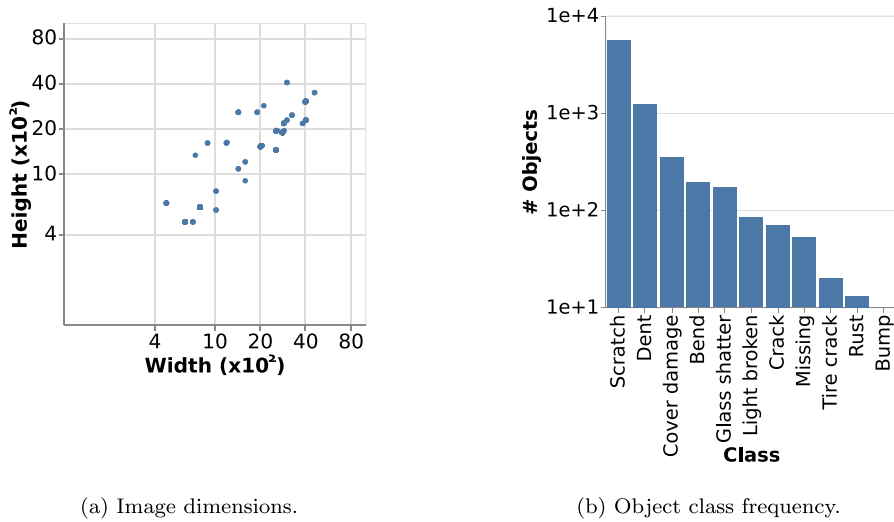 80
40
20
10
4
Height (x10²)
4 10 20 40 80
Width (x10²)
(a) Image dimensions.
1e+4
1e+3
1e+2
1e+1
# Objects
Scratch
Dent
Cover damage
Bend
Glass shatter
Light broken
Crack
Missing
Tire crack
Rust
Bump
Class
(b) Object class frequency.